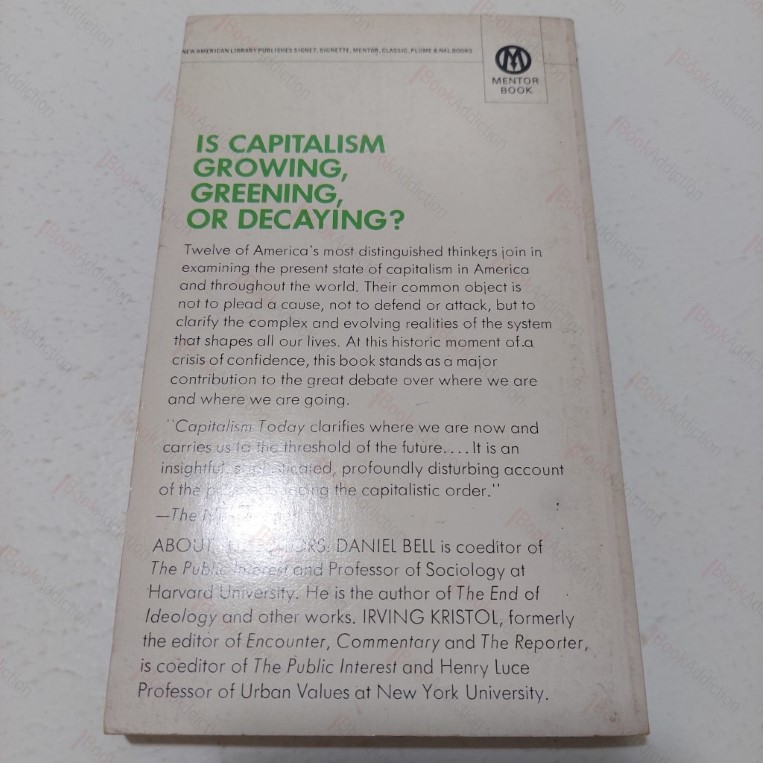 NEW AMERICAN LIBRARY PUBLISHES SIGNET, SIGNETTE, MENTOR, CLASSIC, PLUME & NAL BOOKS
MENTOR
BOOK
IS CAPITALISM
GROWING,
GREENING,
OR DECAYING?
Twelve of America's most distinguished thinkers join in
examining the present state of capitalism in America
and throughout the world. Their common object is
not to plead a cause, not to defend or attack, but to
clarify the complex and evolving realities of the system
that shapes all our lives. At this historic moment of a
crisis of confidence, this book stands as a major
contribution to the great debate over where we are
and where we are going.
"Capitalism Today clarifies where we are now and
carries us to the threshold of the future....It is an
insightful, sophisticated, profoundly disturbing account
of the the capitalistic order."
—The
ABOUT DANIEL BELL is coeditor of
The Public Interest and Professor of Sociology at
Harvard University. He is the author of The End of
Ideology and other works. IRVING KRISTOL, formerly
the editor of Encounter, Commentary and The Reporter,
is coeditor of The Public Interest and Henry Luce
Professor of Urban Values at New York University.
BookAddiction